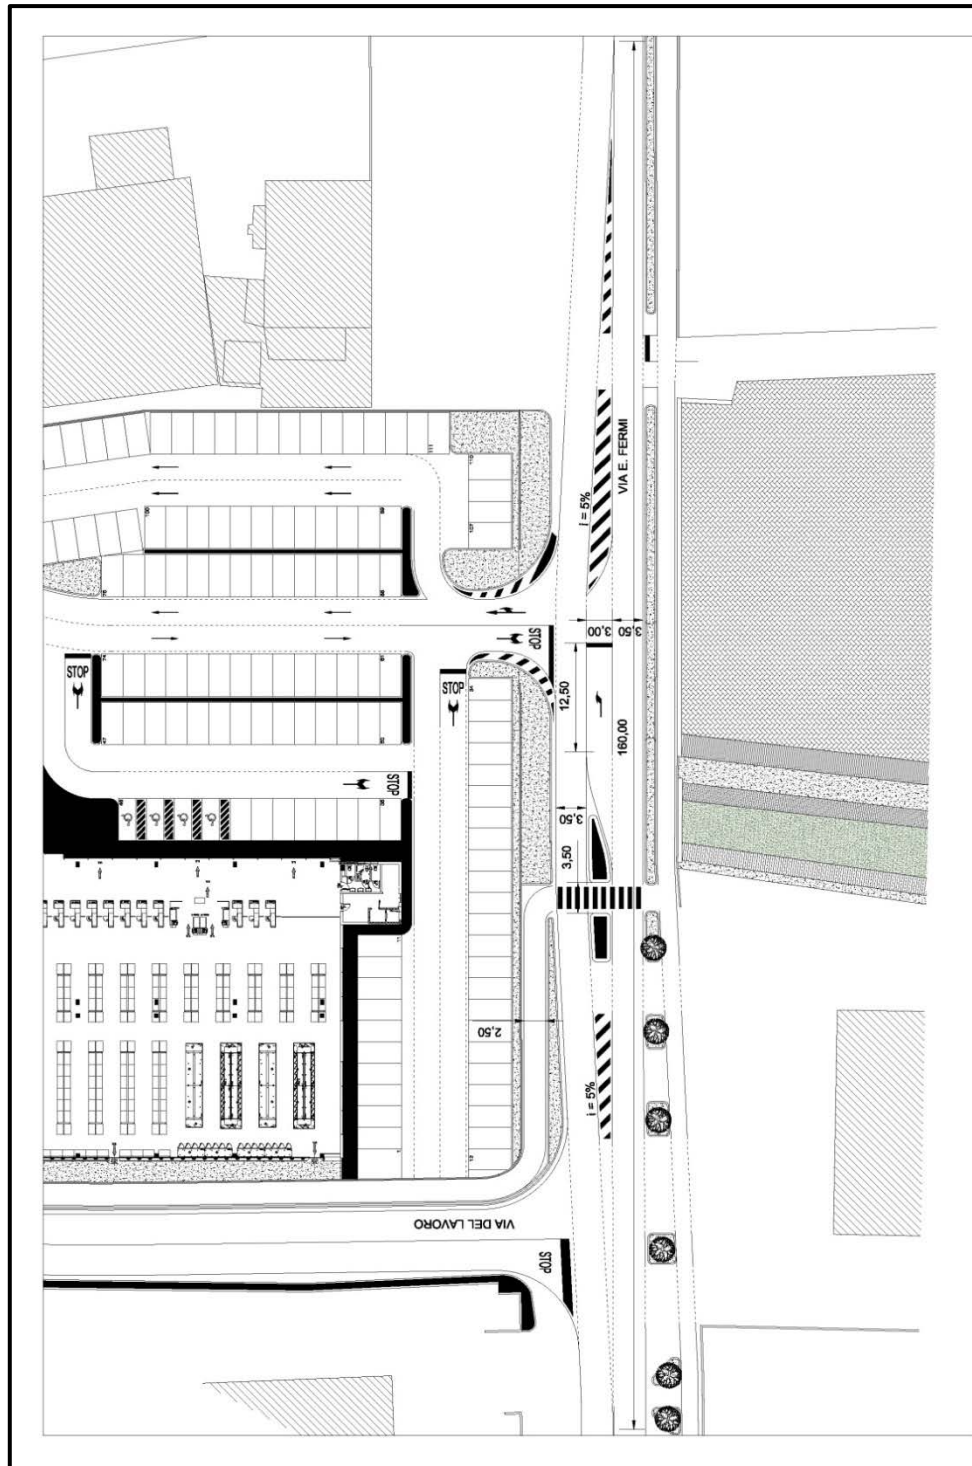 VIA E. FERMI
i = 5%
3,00
3,50
STOP
STOP
STOP
12,50
160,00
STOP
3,50
3,50
2,50
i = 5%
VIA DEL LAVORO
STOP